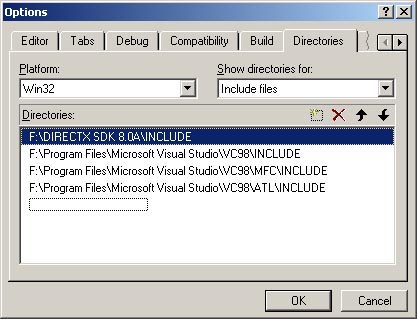 Options
Editor Tabs Debug Compatibility Build Directories
Platform: Show directories for:
Win32 Include files
Directories:
F:\DIRECTX SDK 8.0A\INCLUDE
F:\Program Files\Microsoft Visual Studio\VC98\INCLUDE
F:\Program Files\Microsoft Visual Studio\VC98\MFC\INCLUDE
F:\Program Files\Microsoft Visual Studio\VC98\ATL\INCLUDE
OK Cancel